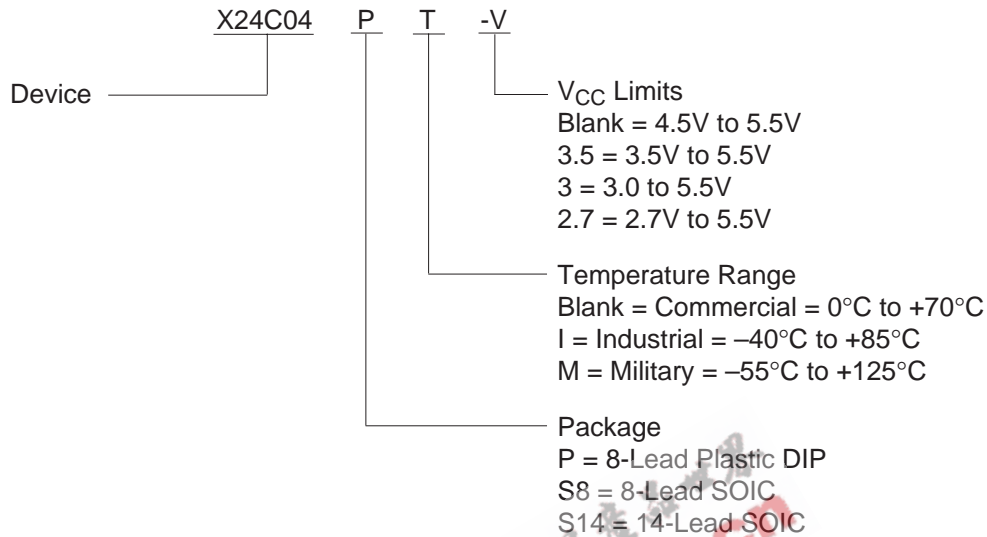 X24C04 P T -V
Device
VCC Limits
Blank = 4.5V to 5.5V
3.5 = 3.5V to 5.5V
3 = 3.0 to 5.5V
2.7 = 2.7V to 5.5V
Temperature Range
Blank = Commercial = 0°C to +70°C
I = Industrial = –40°C to +85°C
M = Military = –55°C to +125°C
Package
P = 8-Lead Plastic DIP
S8 = 8-Lead SOIC
S14 = 14-Lead SOIC